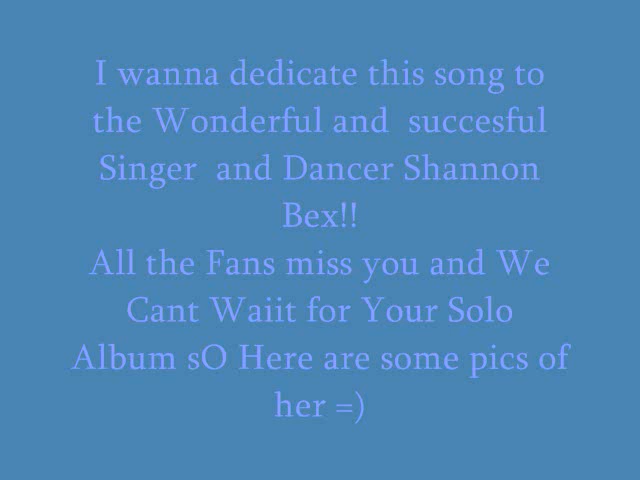 I wanna dedicate this song to
the Wonderful and  succesful
Singer  and Dancer Shannon
Bex!!
All the Fans miss you and We
Cant Waiit for Your Solo
Album sO Here are some pics of
her =)